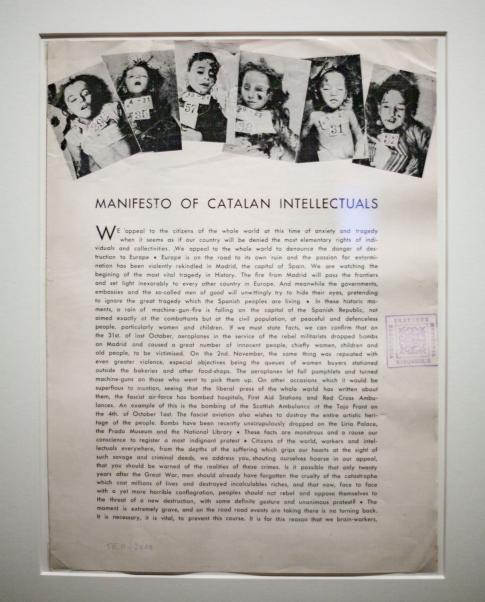 MANIFESTO OF CATALAN INTELLECTUALS
WE appeal to the citizens of the whole world at this time of anxiety and tragedy
when it seems as if our country will be denied the most elementary rights of indi-
viduals and collectivities. We appeal to the whole world to denounce the danger of des-
truction to Europe • Europe is on the road to its own ruin and the passion for extermi-
nation has been violently rekindled in Madrid, the capital of Spain. We are watching the
begining of the most vital tragedy in History. The fire from Madrid will pass the frontiers
and set light inexorably to every other country in Europe. And meanwhile the governments,
embassies and the so-called men of good will unwittingly try to hide their eyes, pretending
to ignore the great tragedy which the Spanish peoples are living • In these historic mo-
ments, a rain of machine-gun-fire is falling on the capital of the Spanish Republic, not
aimed exactly at the combattants but at the civil population, at peaceful and defenceless
people, particularly women and children. If we must state facts, we can confirm that on
the 31st. of last October, aeroplanes in the service of the rebel militarists dropped bombs
on Madrid and caused a great number of innocent people, chiefly women, children and
old people, to be victimised. On the 2nd. November, the same thing was repeated with
even greater violence, especial objectives being the queues of women buyers stationed
outside the bakeries and other food-shops. The aeroplanes let fall pamphlets and turned
machine-guns on those who went to pick them up. On other occasions which it would be
superfluous to mention, seeing that the liberal press of the whole world has written about
them, the fascist air-force has bombed hospitals, First Aid Stations and Red Cross Ambu-
lances. An example of this is the bombing of the Scottish Ambulance at the Tajo Front on
the 4th. of October last. The fascist aviation also wishes to destroy the entire artistic heri-
tage of the people. Bombs have been recently unscrupulously dropped on the Liria Palace,
the Prado Museum and the National Library • These facts are monstrous and a rouse our
conscience to register a most indignant protest • Citizens of the world, workers and intel-
lectuals everywhere, from the depths of the suffering which grips our hearts at the sight of
such savage and criminal deeds, we address you, shouting ourselves hoarse in our appeal,
that you should be warned of the realities of these crimes. Is it possible that only twenty
years after the Great War, men should already have forgotten the cruelty of the catastrophe
which cost millions of lives and destroyed incalculables riches, and that now, face to face
with a yet more horrible conflagration, peoples should not rebel and oppose themselves to
the threat of a new destruction, with some definite gesture and unanimous protest? • The
moment is extremely grave, and on the road road events are taking there is no turning back.
It is necessary, it is vital, to prevent this course. It is for this reason that we brain-workers,